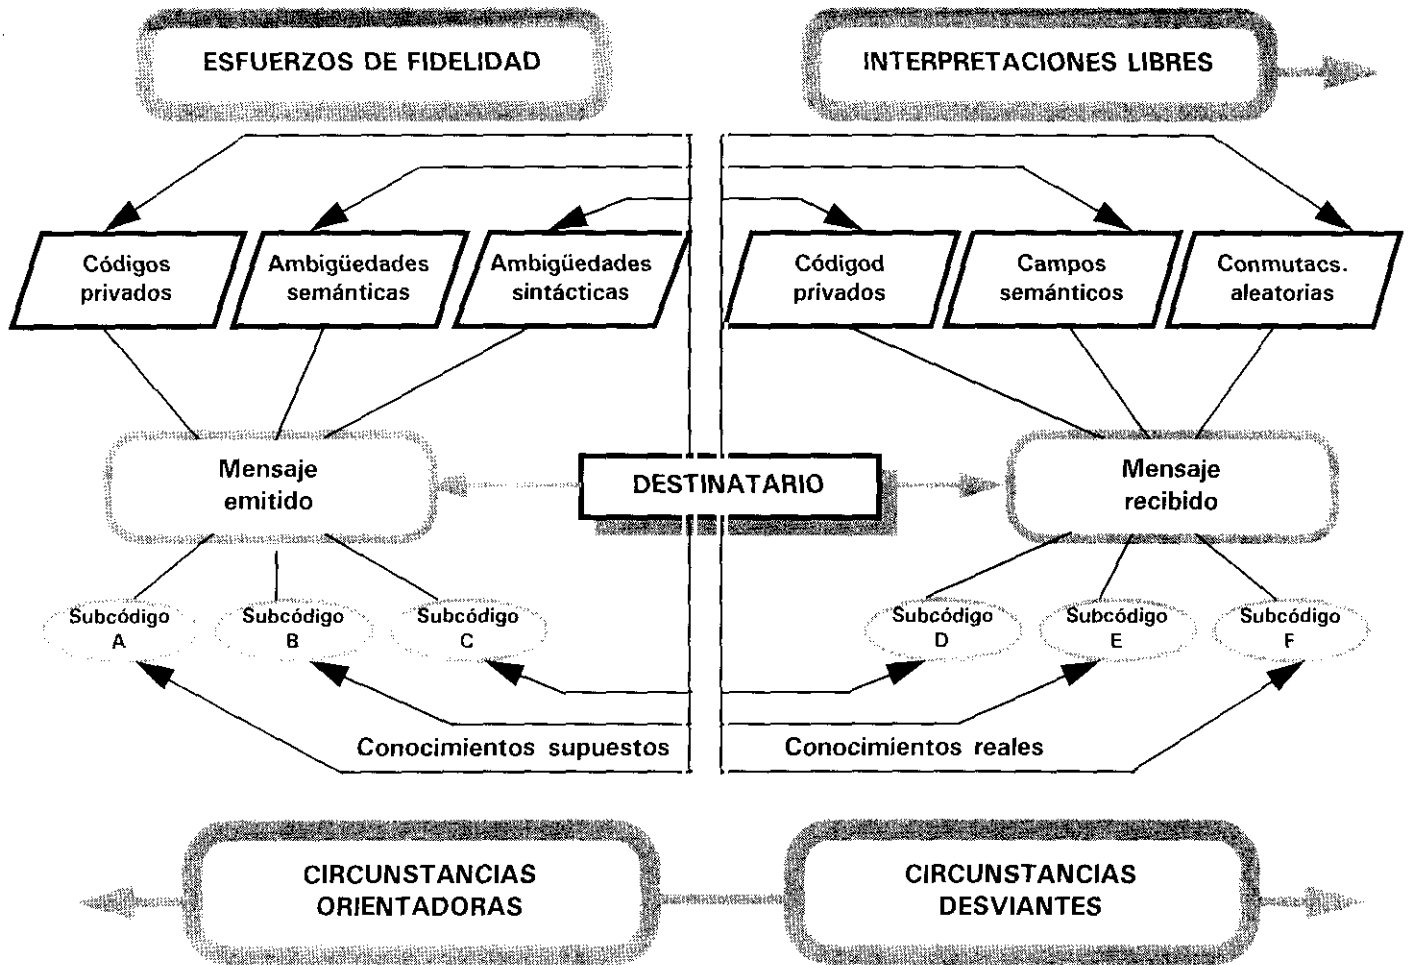 ESFUERZOS DE FIDELIDAD
INTERPRETACIONES LIBRES
Códigos
privados
Ambigüedades
semánticas
Ambigüedades
sintácticas
Códigod
privados
Campos
semánticos
Conmutacs.
aleatorias
Mensaje
emitido
DESTINATARIO
Mensaje
recibido
Subcódigo
A
Subcódigo
B
Subcódigo
C
Subcódigo
D
Subcódigo
E
Subcódigo
F
Conocimientos supuestos
Conocimientos reales
CIRCUNSTANCIAS
ORIENTADORAS
CIRCUNSTANCIAS
DESVIANTES